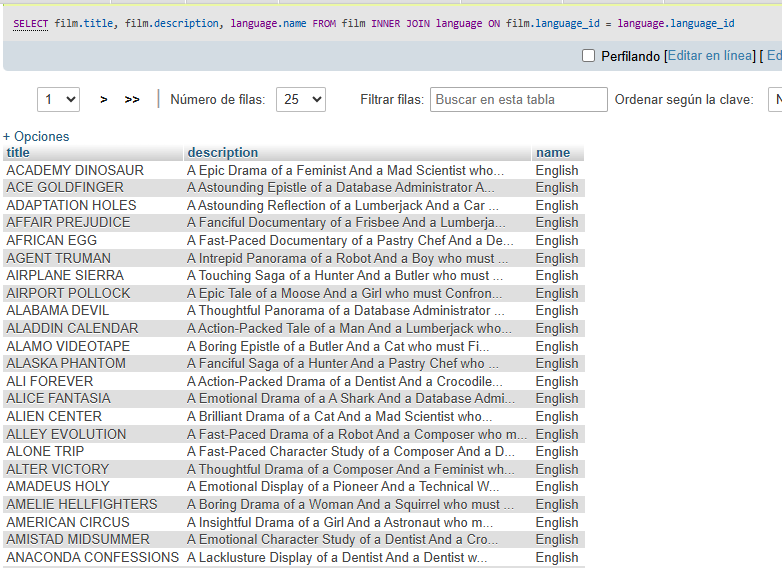 SELECT film.title, film.description, language.name FROM film INNER JOIN language ON film.language_id = language.language_id
Perfilando [Editar en línea] [ Ed
1 > >> Número de filas: 25 Filtrar filas: Buscar en esta tabla Ordenar según la clave: N
+ Opciones
title description name
ACADEMY DINOSAUR A Epic Drama of a Feminist And a Mad Scientist who... English
ACE GOLDFINGER A Astounding Epistle of a Database Administrator A... English
ADAPTATION HOLES A Astounding Reflection of a Lumberjack And a Car ... English
AFFAIR PREJUDICE A Fanciful Documentary of a Frisbee And a Lumberja... English
AFRICAN EGG A Fast-Paced Documentary of a Pastry Chef And a De... English
AGENT TRUMAN A Intrepid Panorama of a Robot And a Boy who must ... English
AIRPLANE SIERRA A Touching Saga of a Hunter And a Butler who must ... English
AIRPORT POLLOCK A Epic Tale of a Moose And a Girl who must Confron... English
ALABAMA DEVIL A Thoughtful Panorama of a Database Administrator ... English
ALADDIN CALENDAR A Action-Packed Tale of a Man And a Lumberjack who... English
ALAMO VIDEOTAPE A Boring Epistle of a Butler And a Cat who must Fi... English
ALASKA PHANTOM A Fanciful Saga of a Hunter And a Pastry Chef who ... English
ALI FOREVER A Action-Packed Drama of a Dentist And a Crocodile... English
ALICE FANTASIA A Emotional Drama of a A Shark And a Database Admi... English
ALIEN CENTER A Brilliant Drama of a Cat And a Mad Scientist who... English
ALLEY EVOLUTION A Fast-Paced Drama of a Robot And a Composer who m... English
ALONE TRIP A Fast-Paced Character Study of a Composer And a D... English
ALTER VICTORY A Thoughtful Drama of a Composer And a Feminist wh... English
AMADEUS HOLY A Emotional Display of a Pioneer And a Technical W... English
AMELIE HELLFIGHTERS A Boring Drama of a Woman And a Squirrel who must ... English
AMERICAN CIRCUS A Insightful Drama of a Girl And a Astronaut who m... English
AMISTAD MIDSUMMER A Emotional Character Study of a Dentist And a Cro... English
ANACONDA CONFESSIONS A Lacklusture Display of a Dentist And a Dentist w... English